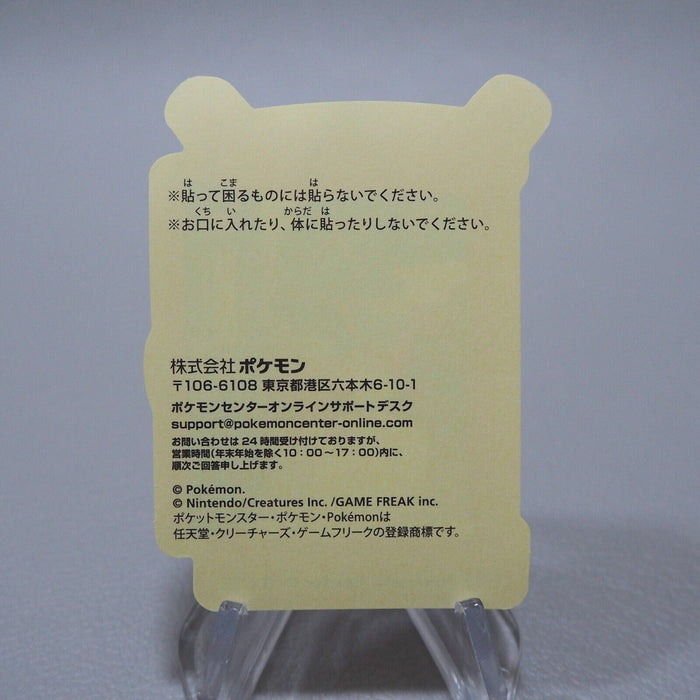 ※貼って困るものには貼らないでください。
※お口に入れたり、体に貼ったりしないでください。
株式会社 ポケモン
〒106-6108 東京都港区六本木6-10-1
ポケモンセンターオンラインサポートデスク
support@pokemoncenter-online.com
お問い合わせは24時間受け付けておりますが、
営業時間(年末年始を除く10:00〜17:00)内に、
順次ご回答申し上げます。
© Pokémon.
© Nintendo/Creatures Inc. /GAME FREAK inc.
ポケットモンスター・ポケモン・Pokémonは
任天堂・クリーチャーズ・ゲームフリークの登録商標です。